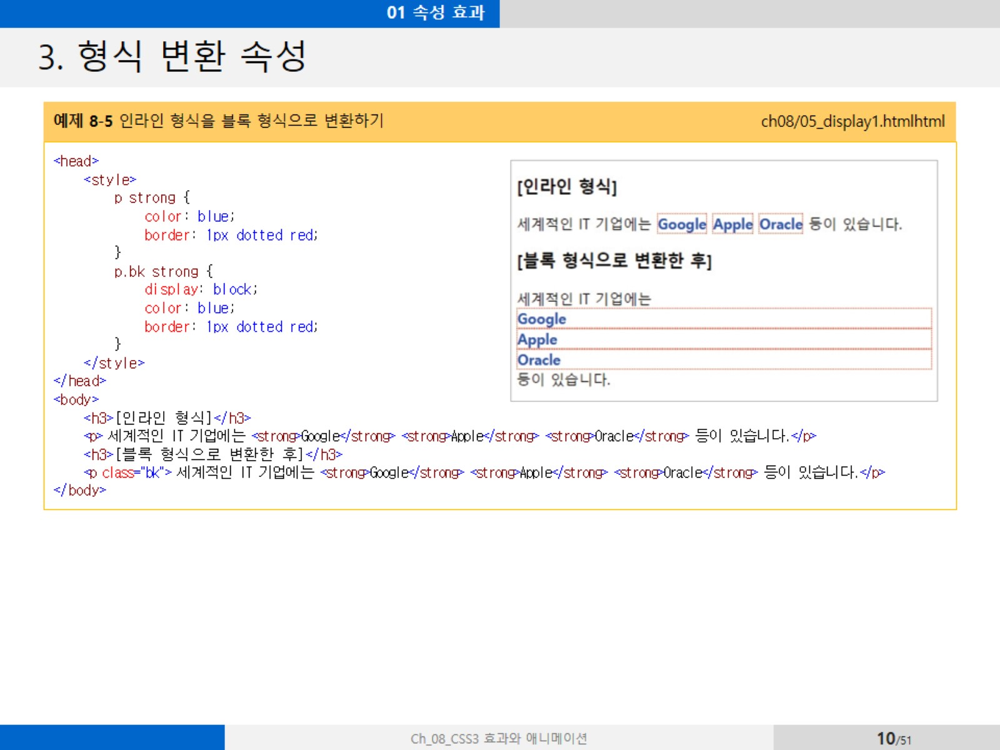 01 속성 효과
3. 형식 변환 속성
예제 8-5 인라인 형식을 블록 형식으로 변환하기
ch08/05_display1.htmlhtml
<head>
<style>
p strong {
color: blue;
border: 1px dotted red;
}
p.bk strong {
display: block;
color: blue;
border: 1px dotted red;
}
</style>
</head>
<body>
<h3>[인라인 형식]</h3>
<p> 세계적인 IT 기업에는 <strong>Google</strong> <strong>Apple</strong> <strong>Oracle</strong> 등이 있습니다.</p>
<h3>[블록 형식으로 변환한 후]</h3>
<p class="bk"> 세계적인 IT 기업에는 <strong>Google</strong> <strong>Apple</strong> <strong>Oracle</strong> 등이 있습니다.</p>
</body>
[인라인 형식]
세계적인 IT 기업에는 Google Apple Oracle 등이 있습니다.
[블록 형식으로 변환한 후]
세계적인 IT 기업에는
Google
Apple
Oracle
등이 있습니다.
Ch_08_CSS3 효과와 애니메이션
10/51